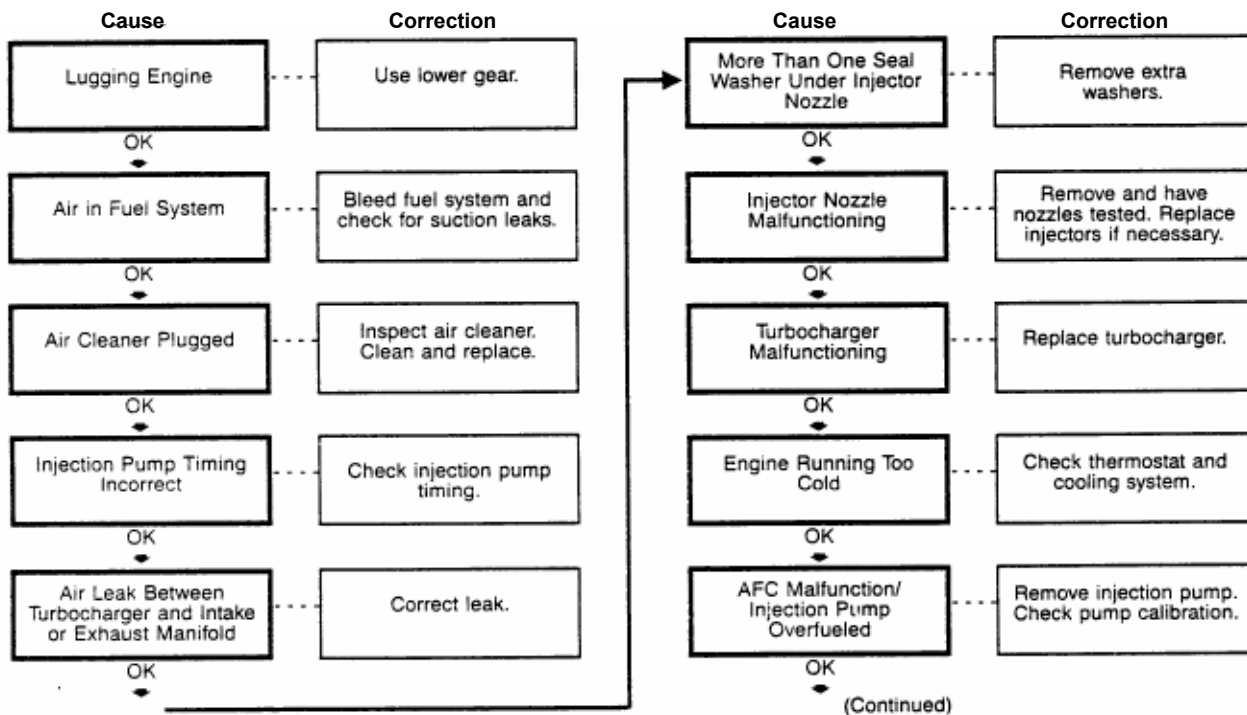 Cause
Correction
Lugging Engine
Use lower gear.
OK
Air in Fuel System
Bleed fuel system and
check for suction leaks.
OK
Air Cleaner Plugged
Inspect air cleaner.
Clean and replace.
OK
Injection Pump Timing
Incorrect
Check injection pump
timing.
OK
Air Leak Between
Turbocharger and Intake
or Exhaust Manifold
Correct leak.
OK
Cause
Correction
More Than One Seal
Washer Under Injector
Nozzle
Remove extra
washers.
OK
Injector Nozzle
Malfunctioning
Remove and have
nozzles tested. Replace
injectors if necessary.
OK
Turbocharger
Malfunctioning
Replace turbocharger.
OK
Engine Running Too
Cold
Check thermostat and
cooling system.
OK
AFC Malfunction/
Injection Pump
Overfueled
Remove injection pump.
Check pump calibration.
OK
(Continued)